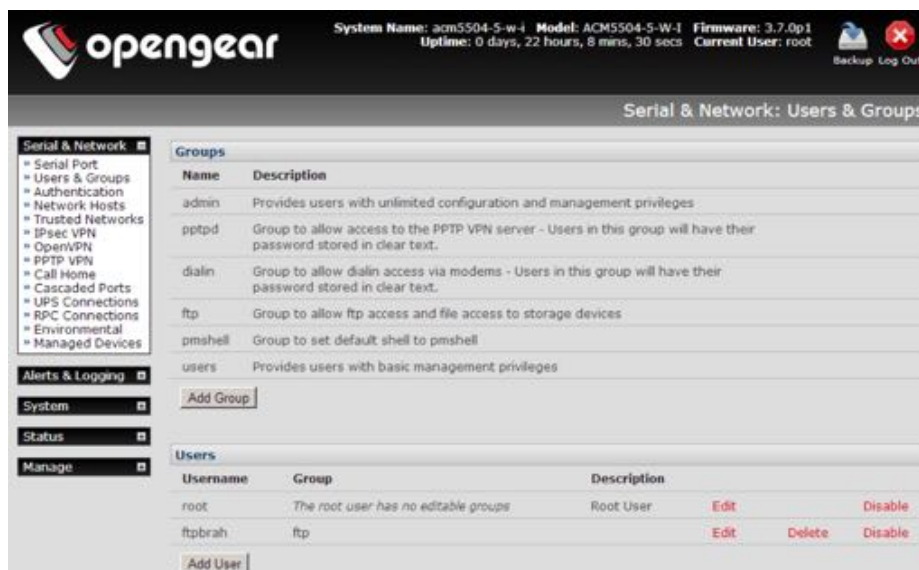 opengear
System Name: acm5504-5-w-i Model: ACM5504-5-W-I Firmware: 3.7.0p1
Uptime: 0 days, 22 hours, 8 mins, 30 secs Current User: root
Backup Log Out
Serial & Network: Users & Groups
Serial & Network
Serial Port
Users & Groups
Authentication
Network Hosts
Trusted Networks
IPsec VPN
OpenVPN
PPTP VPN
Call Home
Cascaded Ports
UPS Connections
RPC Connections
Environmental
Managed Devices
Alerts & Logging
System
Status
Manage
Groups
Name Description
admin Provides users with unlimited configuration and management privileges
pptpd Group to allow access to the PPTP VPN server - Users in this group will have their
password stored in clear text.
dialin Group to allow dialin access via modems - Users in this group will have their
password stored in clear text.
ftp Group to allow ftp access and file access to storage devices
pmshell Group to set default shell to pmshell
users Provides users with basic management privileges
Add Group
Users
Username Group Description
root The root user has no editable groups Root User Edit Disable
ftpbrah ftp Edit Delete Disable
Add User